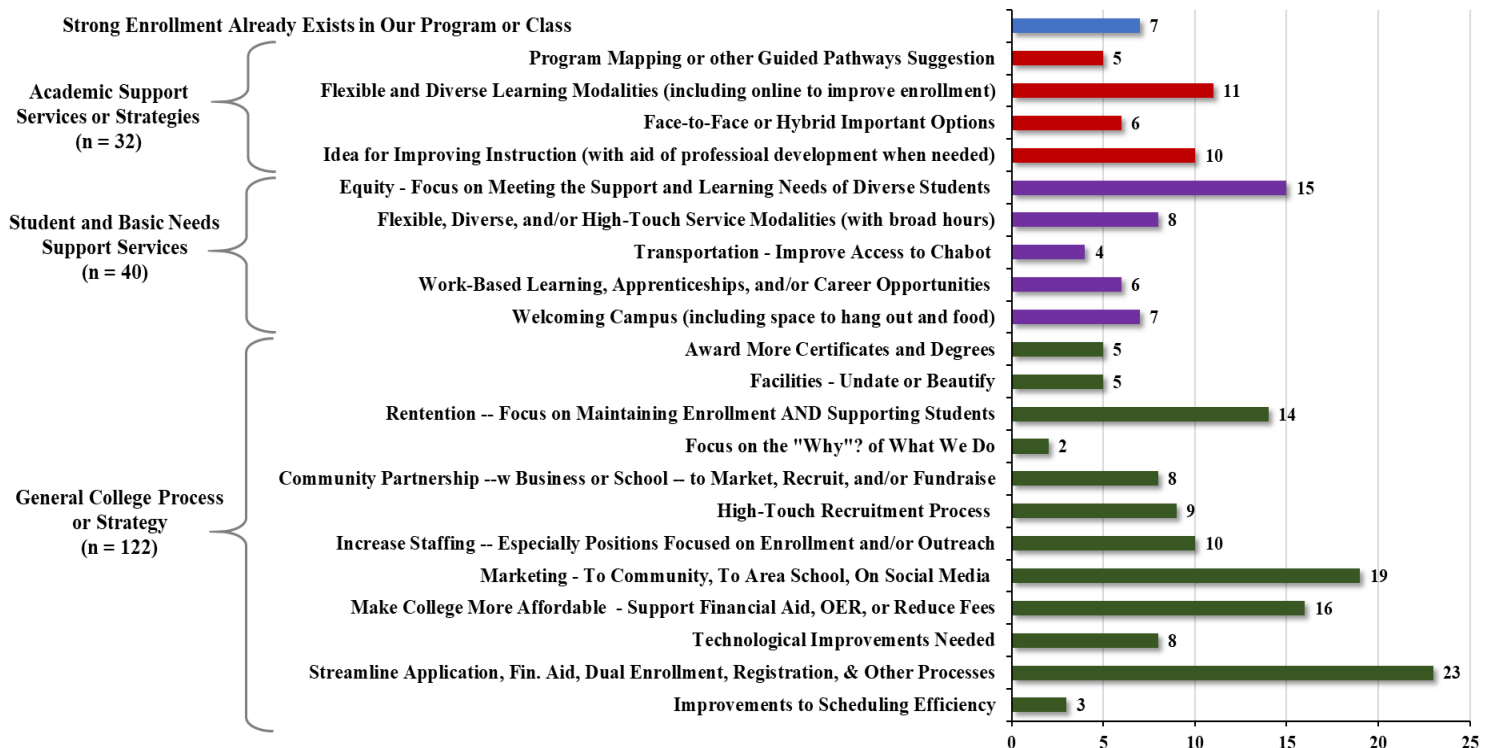 Strong Enrollment Already Exists in Our Program or Class
7
Academic Support
Services or Strategies
(n = 32)
Program Mapping or other Guided Pathways Suggestion
5
Flexible and Diverse Learning Modalities (including online to improve enrollment)
11
Face-to-Face or Hybrid Important Options
6
Idea for Improving Instruction (with aid of professioal development when needed)
10
Student and Basic Needs
Support Services
(n = 40)
Equity - Focus on Meeting the Support and Learning Needs of Diverse Students
15
Flexible, Diverse, and/or High-Touch Service Modalities (with broad hours)
8
Transportation - Improve Access to Chabot
4
Work-Based Learning, Apprenticeships, and/or Career Opportunities
6
Welcoming Campus (including space to hang out and food)
7
General College Process
or Strategy
(n = 122)
Award More Certificates and Degrees
5
Facilities - Undate or Beautify
5
Rentention -- Focus on Maintaining Enrollment AND Supporting Students
14
Focus on the "Why"? of What We Do
2
Community Partnership --w Business or School -- to Market, Recruit, and/or Fundraise
8
High-Touch Recruitment Process
9
Increase Staffing -- Especially Positions Focused on Enrollment and/or Outreach
10
Marketing - To Community, To Area School, On Social Media
19
Make College More Affordable - Support Financial Aid, OER, or Reduce Fees
16
Technological Improvements Needed
8
Streamline Application, Fin. Aid, Dual Enrollment, Registration, & Other Processes
23
Improvements to Scheduling Efficiency
3
0 5 10 15 20 25